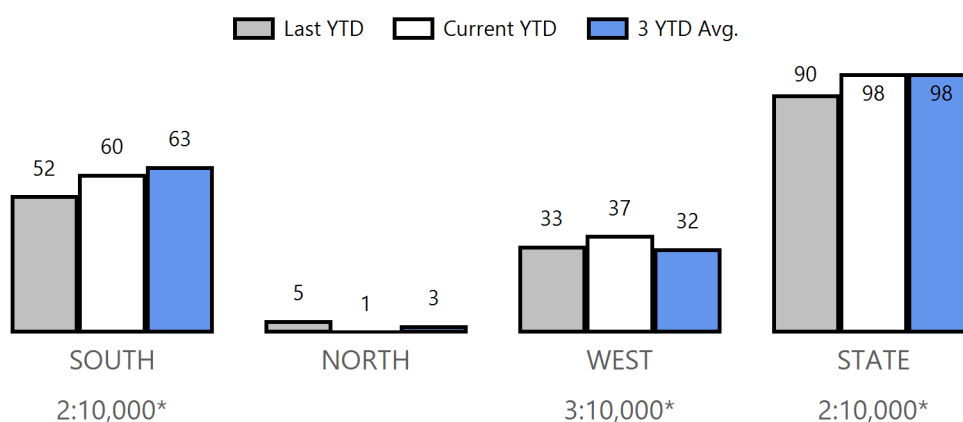 Last YTD Current YTD 3 YTD Avg.
52 60 63 5 1 3 33 37 32 90 98 98
SOUTH NORTH WEST STATE
2:10,000* 3:10,000* 2:10,000*